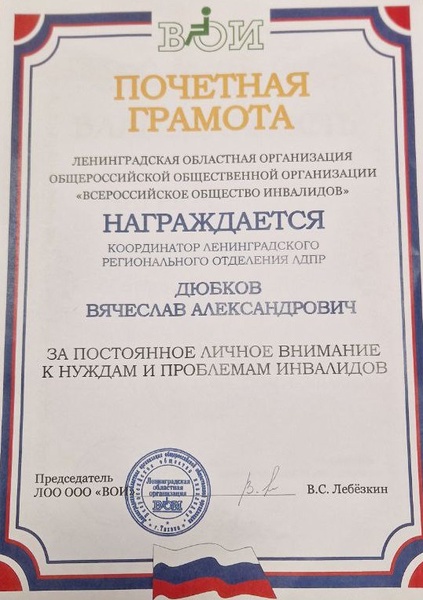 ВОИ
ПОЧЕТНАЯ
ГРАМОТА
ЛЕНИНГРАДСКАЯ ОБЛАСТНАЯ ОРГАНИЗАЦИЯ
ОБЩЕРОССИЙСКОЙ ОБЩЕСТВЕННОЙ ОРГАНИЗАЦИИ
«ВСЕРОССИЙСКОЕ ОБЩЕСТВО ИНВАЛИДОВ»
НАГРАЖДАЕТСЯ
КООРДИНАТОР ЛЕНИНГРАДСКОГО
РЕГИОНАЛЬНОГО ОТДЕЛЕНИЯ ЛДПР
ДЮБКОВ
ВЯЧЕСЛАВ АЛЕКСАНДРОВИЧ
ЗА ПОСТОЯННОЕ ЛИЧНОЕ ВНИМАНИЕ
К НУЖДАМ И ПРОБЛЕМАМ ИНВАЛИДОВ
Председатель
ЛОО ООО «ВОИ»
В.С. Лебёзкин
Ленинградская
областная
организация
ВОИ